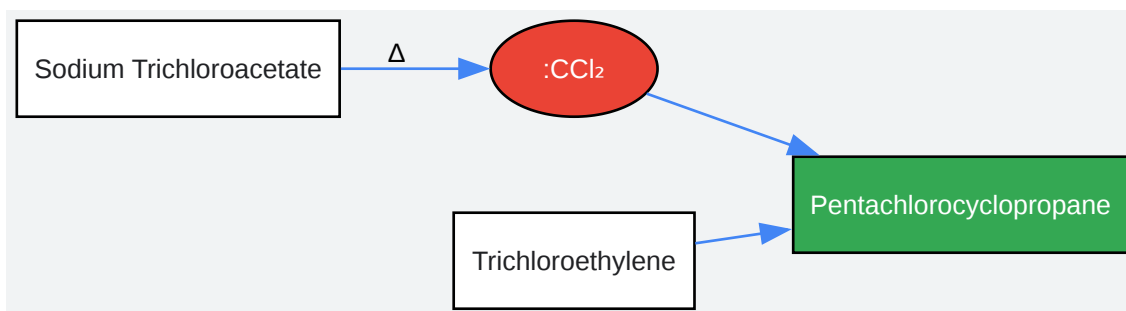 Sodium Trichloroacetate
Δ
:CCl₂
Pentachlorocyclopropane
Trichloroethylene